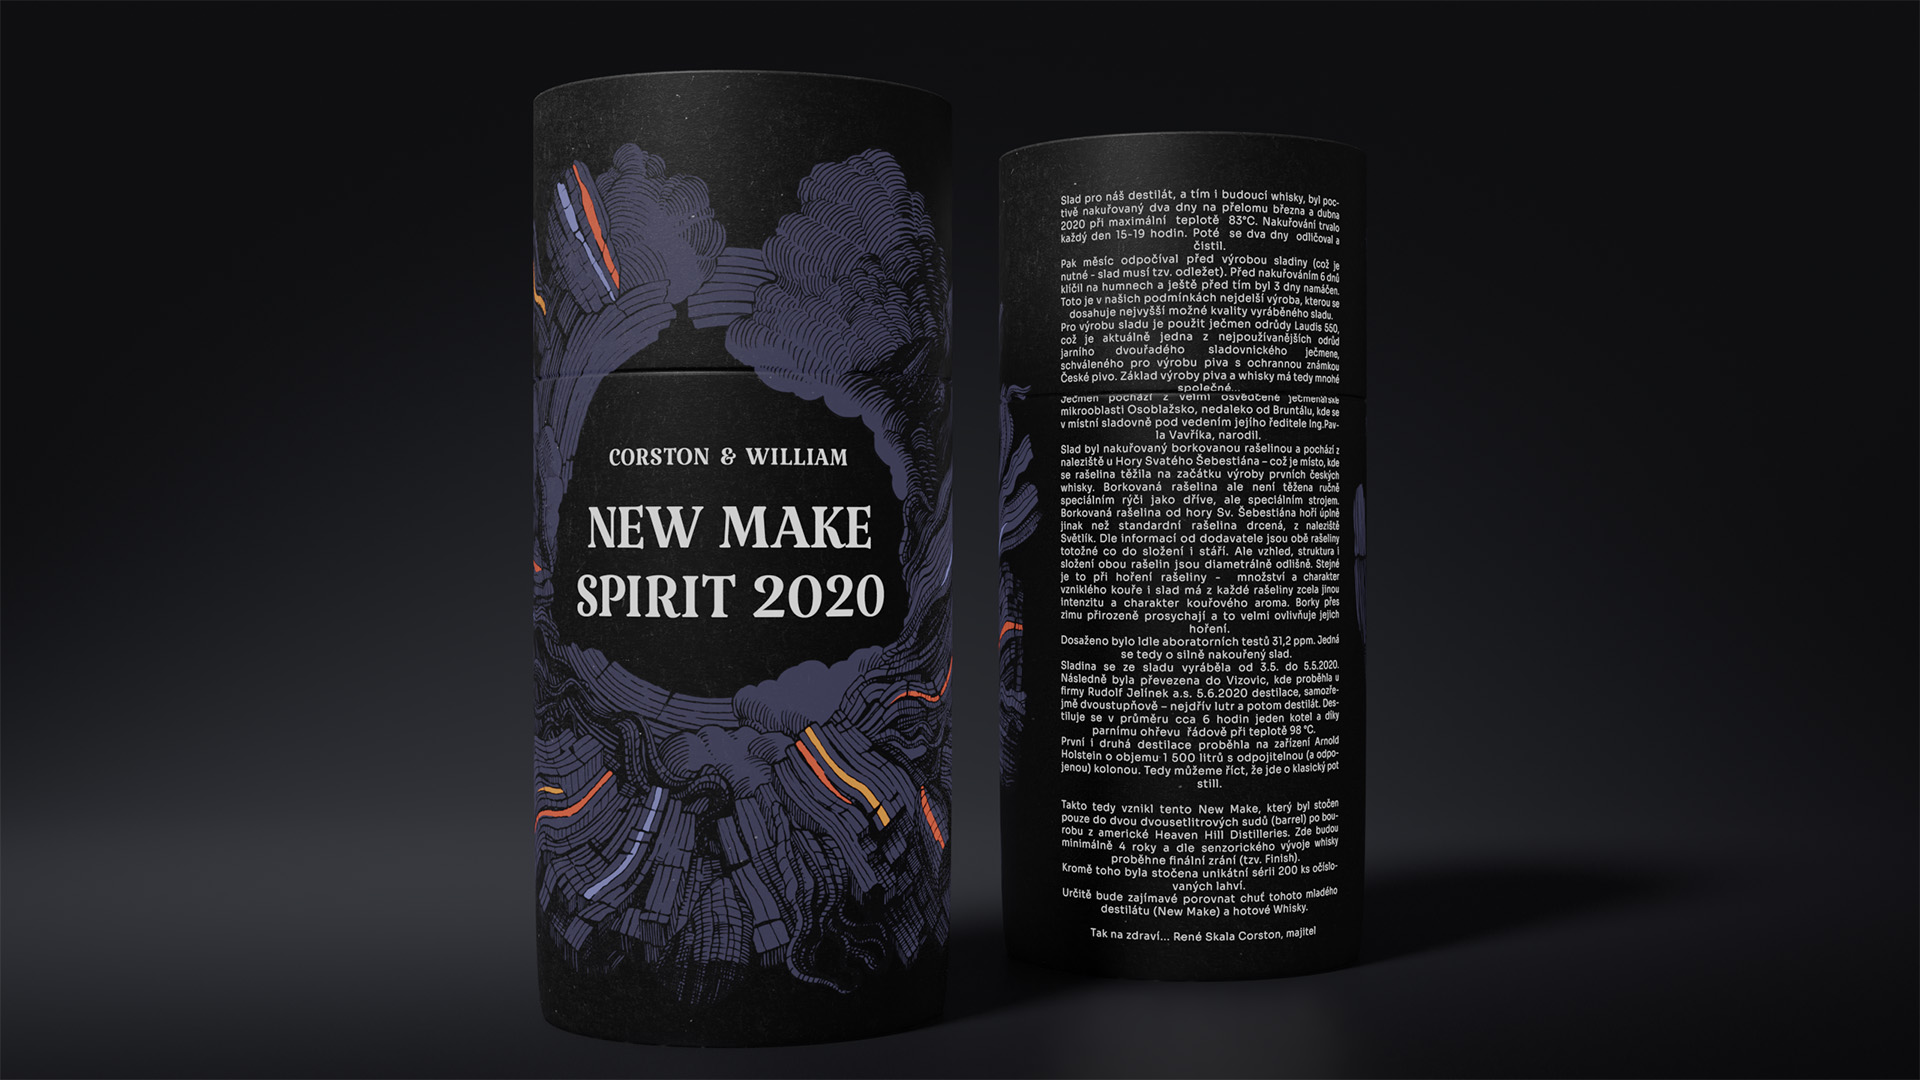 CORSTON & WILLIAM
NEW MAKE
SPIRIT 2020
Slad pro náš destilát, a tím i budoucí whisky, byl poc-
tivě nakuřovaný dva dny na přelomu března a dubna
2020 při maximální teplotě 83°C. Nakuřování trvalo
každý den 15-19 hodin. Poté se dva dny odličoval a
čistil.
Pak měsíc odpočíval před výrobou sladiny (což je
nutné - slad musí tzv. odležet). Před nakuřováním 6 dnů
klíčil na humnech a ještě před tím byl 3 dny namáčen.
Toto je v našich podmínkách nejdelší výroba, kterou se
dosahuje nejvyšší možné kvality vyráběného sladu.
Pro výrobu sladu je použit ječmen odrůdy Laudis 550,
což je aktuálně jedna z nejpoužívanějších odrůd
jarního dvouřadého sladovnického ječmene,
schváleného pro výrobu piva s ochrannou známkou
České pivo. Základ výroby piva a whisky má tedy mnohé
společné...
Ječmen pochází z velmi osvědčené ječmenářské
mikrooblasti Osoblažsko, nedaleko od Bruntálu, kde se
v místní sladovně pod vedením jejího ředitele Ing.Pav-
la Vavříka, narodil.
Slad byl nakuřovaný borkovanou rašelinou a pochází z
naleziště u Hory Svatého Šebestiána – což je místo, kde
se rašelina těžila na začátku výroby prvních českých
whisky. Borkovaná rašelina ale není těžena ručně
speciálním rýči jako dříve, ale speciálním strojem.
Borkovaná rašelina od hory Sv. Šebestiána hoří úplně
jinak než standardní rašelina drcená, z naleziště
Světlík. Dle informací od dodavatele jsou obě rašeliny
totožné co do složení i stáří. Ale vzhled, struktura i
složení obou rašelin jsou diametrálně odlišně. Stejné
je to při hoření rašeliny - množství a charakter
vzniklého kouře i slad má z každé rašeliny zcela jinou
intenzitu a charakter kouřového aroma. Borky přes
zimu přirozeně prosychají a to velmi ovlivňuje jejich
hoření.
Dosaženo bylo ldle aboratorních testů 31,2 ppm. Jedná
se tedy o silně nakouřený slad.
Sladina se ze sladu vyráběla od 3.5. do 5.5.2020.
Následně byla převezena do Vizovic, kde proběhla u
firmy Rudolf Jelínek a.s. 5.6.2020 destilace, samozře-
jmě dvoustupňově – nejdřív lutr a potom destilát. Des-
tiluje se v průměru cca 6 hodin jeden kotel a díky
parnímu ohřevu řádově při teplotě 98 °C.
První i druhá destilace proběhla na zařízení Arnold
Holstein o objemu 1 500 litrů s odpojitelnou (a odpo-
jenou) kolonou. Tedy můžeme říct, že jde o klasický pot
still.
Takto tedy vznikl tento New Make, který byl stočen
pouze do dvou dvousetlitrových sudů (barrel) po bou-
robu z americké Heaven Hill Distilleries. Zde budou
minimálně 4 roky a dle senzorického vývoje whisky
proběhne finální zrání (tzv. Finish).
Kromě toho byla stočena unikátní sérii 200 ks očíslo-
vaných lahví.
Určitě bude zajímavé porovnat chuť tohoto mladého
destilátu (New Make) a hotové Whisky.
Tak na zdraví... René Skala Corston, majitel